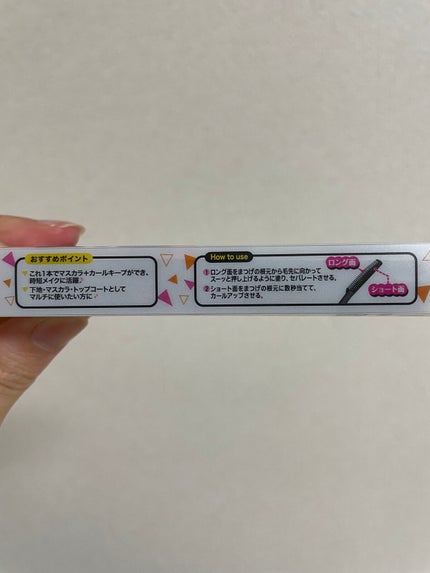 おすすめポイント
♥これ1本でマスカラ+カールキープができ、
時短メイクに活躍♪
♥下地・マスカラ・トップコートとして
マルチに使いたい方に♪
How to use
❶ロング面をまつげの根元から毛先に向かって
スーッと押し上げるように塗り、セパレートさせる。
❷ショート面をまつげの根元に数秒当てて、
カールアップさせる。
ロング面
ショート面